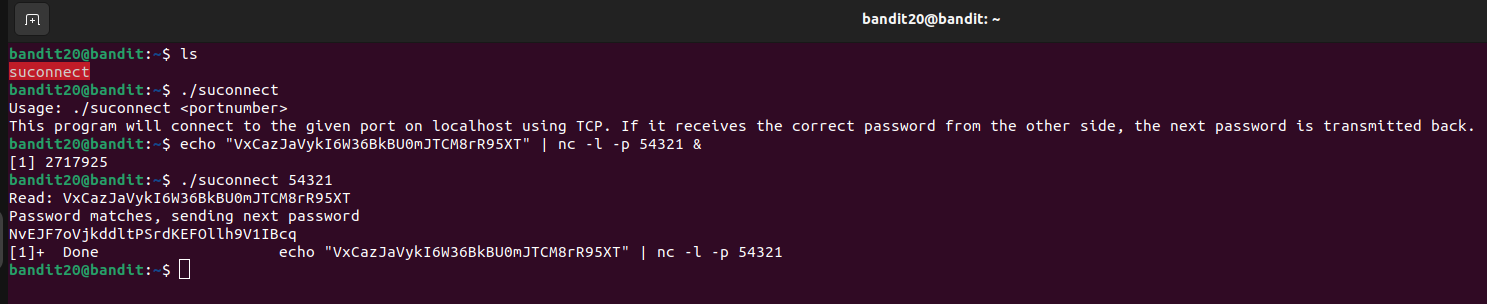 bandit20@bandit: ~
bandit20@bandit:~$ ls
suconnect
bandit20@bandit:~$ ./suconnect
Usage: ./suconnect <portnumber>
This program will connect to the given port on localhost using TCP. If it receives the correct password from the other side, the next password is transmitted back.
bandit20@bandit:~$ echo "VxCazJaVykI6W36BkBU0mJTCM8rR95XT" | nc -l -p 54321 &
[1] 2717925
bandit20@bandit:~$ ./suconnect 54321
Read: VxCazJaVykI6W36BkBU0mJTCM8rR95XT
Password matches, sending next password
NvEJF7oVjkddltPSrdKEFOllh9V1IBcq
[1]+  Done                    echo "VxCazJaVykI6W36BkBU0mJTCM8rR95XT" | nc -l -p 54321
bandit20@bandit:~$